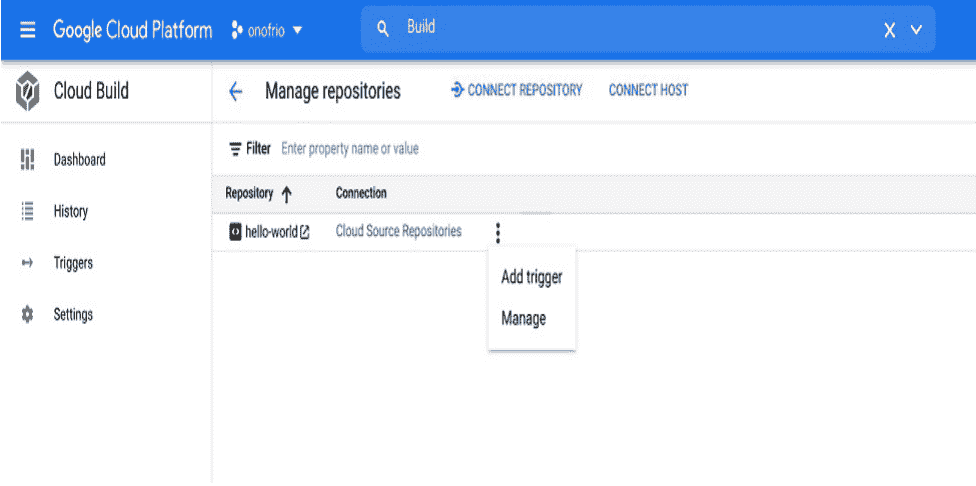 Google Cloud Platform onofrio Build X
Cloud Build Manage repositories CONNECT REPOSITORY CONNECT HOST
Dashboard Filter Enter property name or value
Repository Connection
History hello-world Cloud Source Repositories
Triggers Add trigger
Settings Manage